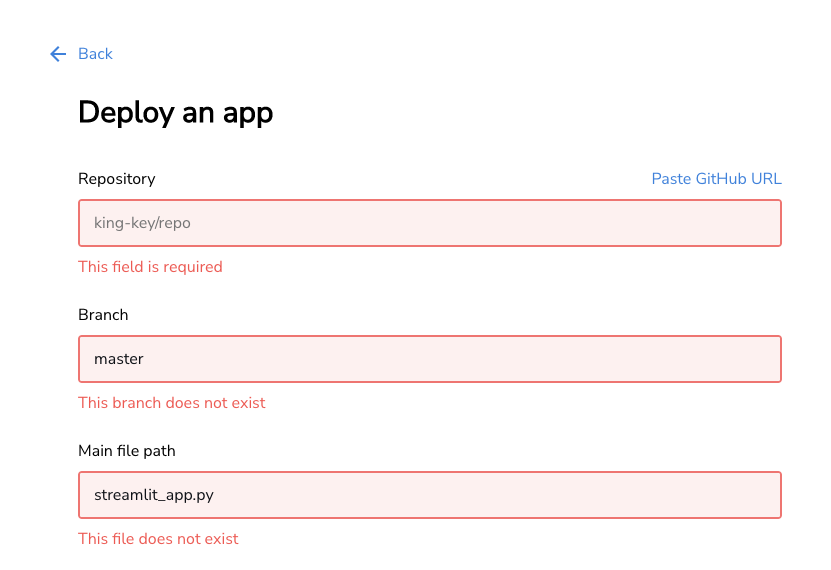 Back
Deploy an app
Repository
Paste GitHub URL
king-key/repo
This field is required
Branch
master
This branch does not exist
Main file path
streamlit_app.py
This file does not exist